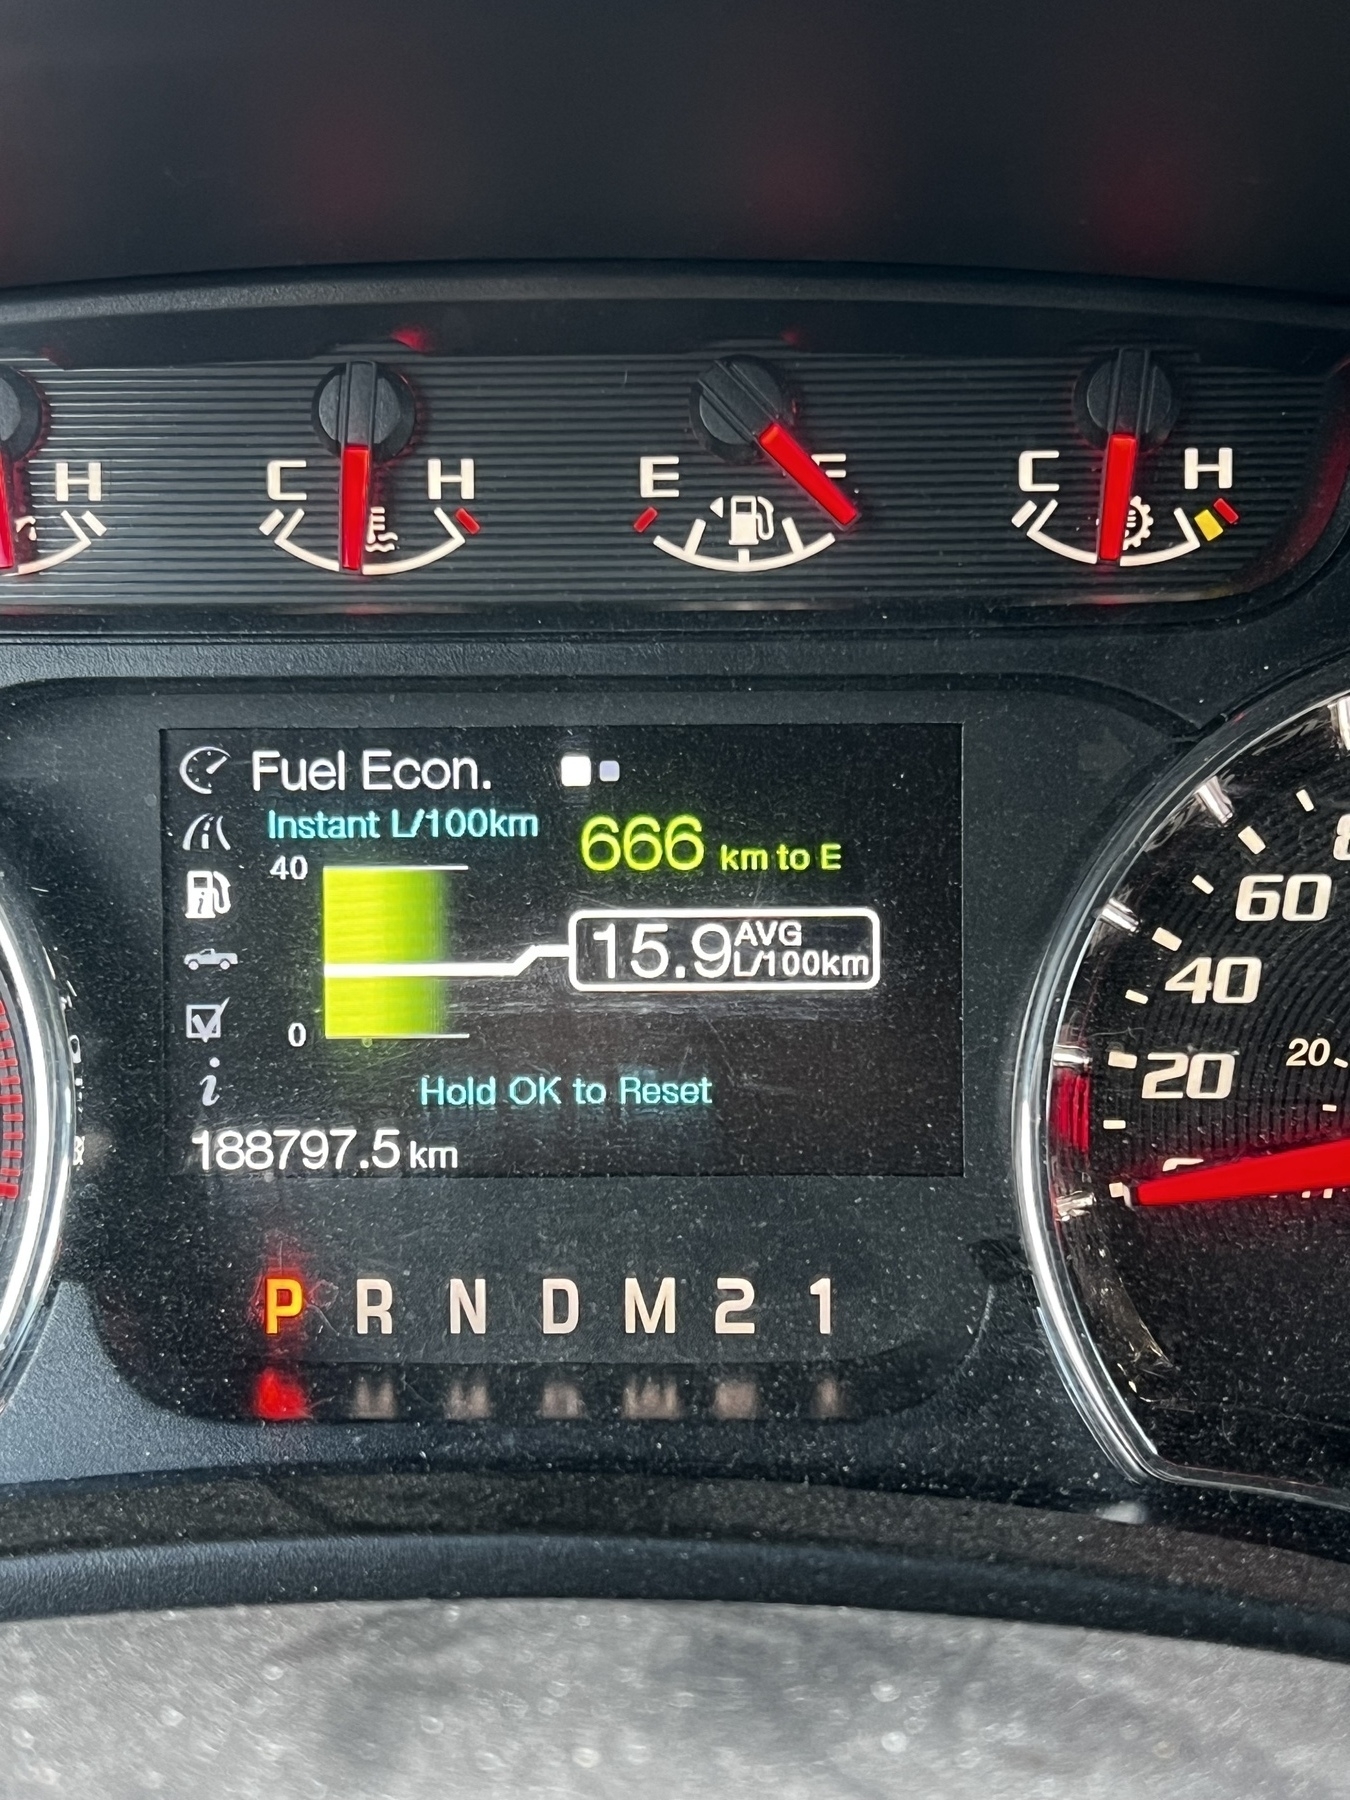 H C H E F C H
Fuel Econ.
Instant L/100km
666 km to E
40
15.9 AVG L/100km
0
Hold OK to Reset
188797.5 km
P R N D M 2 1
60
40
20
20